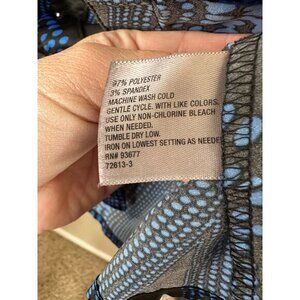 97% POLYESTER
3% SPANDEX
MACHINE WASH COLD
GENTLE CYCLE. WITH LIKE COLORS.
USE ONLY NON-CHLORINE BLEACH
WHEN NEEDED.
TUMBLE DRY LOW.
IRON ON LOWEST SETTING AS NEEDE
RN# 93677
72613-3